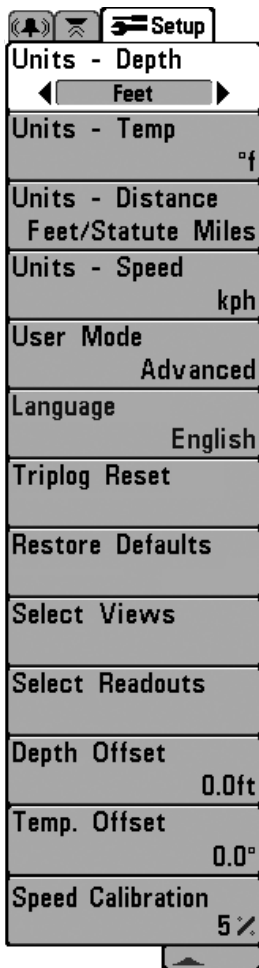 Setup
Units - Depth
Feet
Units - Temp
°f
Units - Distance
Feet/Statute Miles
Units - Speed
kph
User Mode
Advanced
Language
English
Triplog Reset
Restore Defaults
Select Views
Select Readouts
Depth Offset
0.0ft
Temp. Offset
0.0°
Speed Calibration
5%